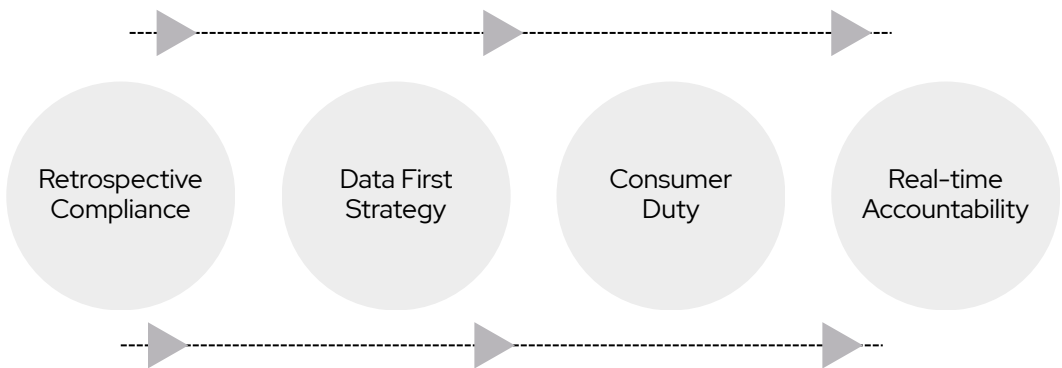 Retrospective
Compliance
Data First
Strategy
Consumer
Duty
Real-time
Accountability